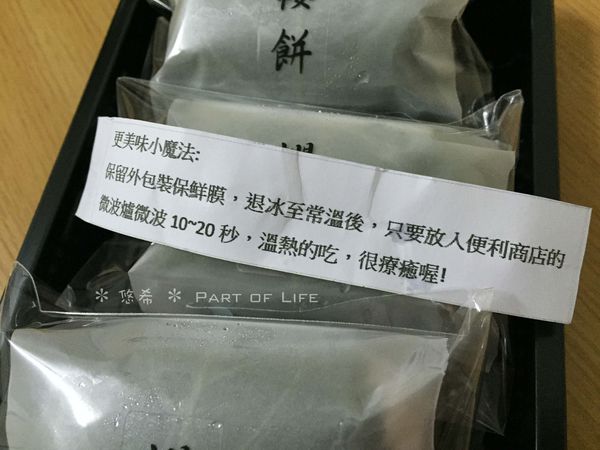 餅
更美味小魔法:
保留外包裝保鮮膜，退冰至常溫後，只要放入便利商店的
微波爐微波 10~20 秒，溫熱的吃，很療癒喔!
✲ 悠希 ✲ PART OF LIFE